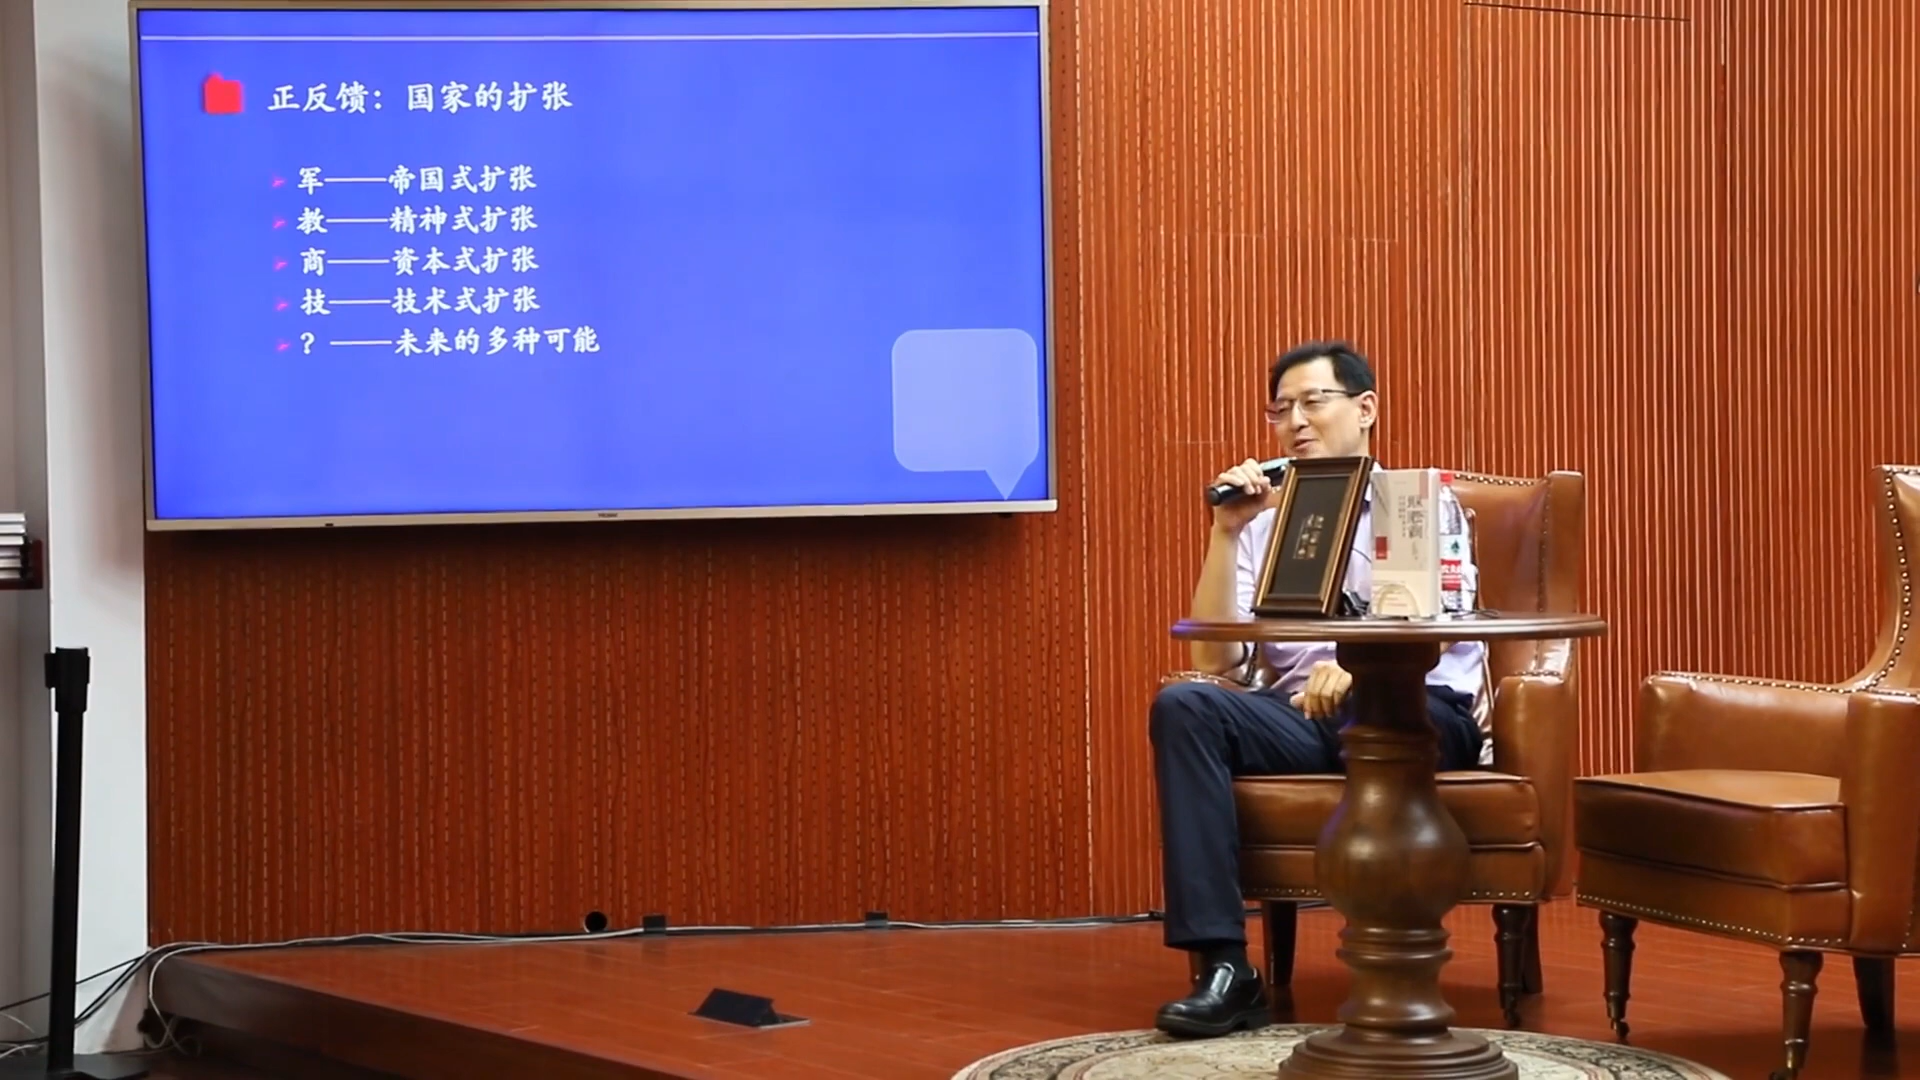 正反馈：国家的扩张
军——帝国式扩张
教——精神式扩张
商——资本式扩张
技——技术式扩张
？——未来的多种可能